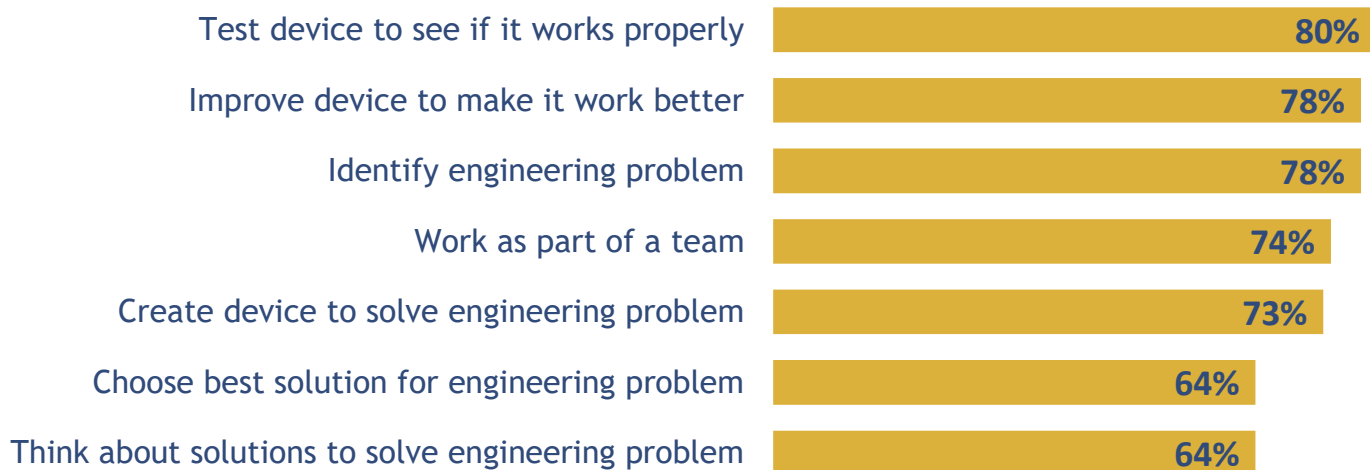 Test device to see if it works properly 80%
Improve device to make it work better 78%
Identify engineering problem 78%
Work as part of a team 74%
Create device to solve engineering problem 73%
Choose best solution for engineering problem 64%
Think about solutions to solve engineering problem 64%